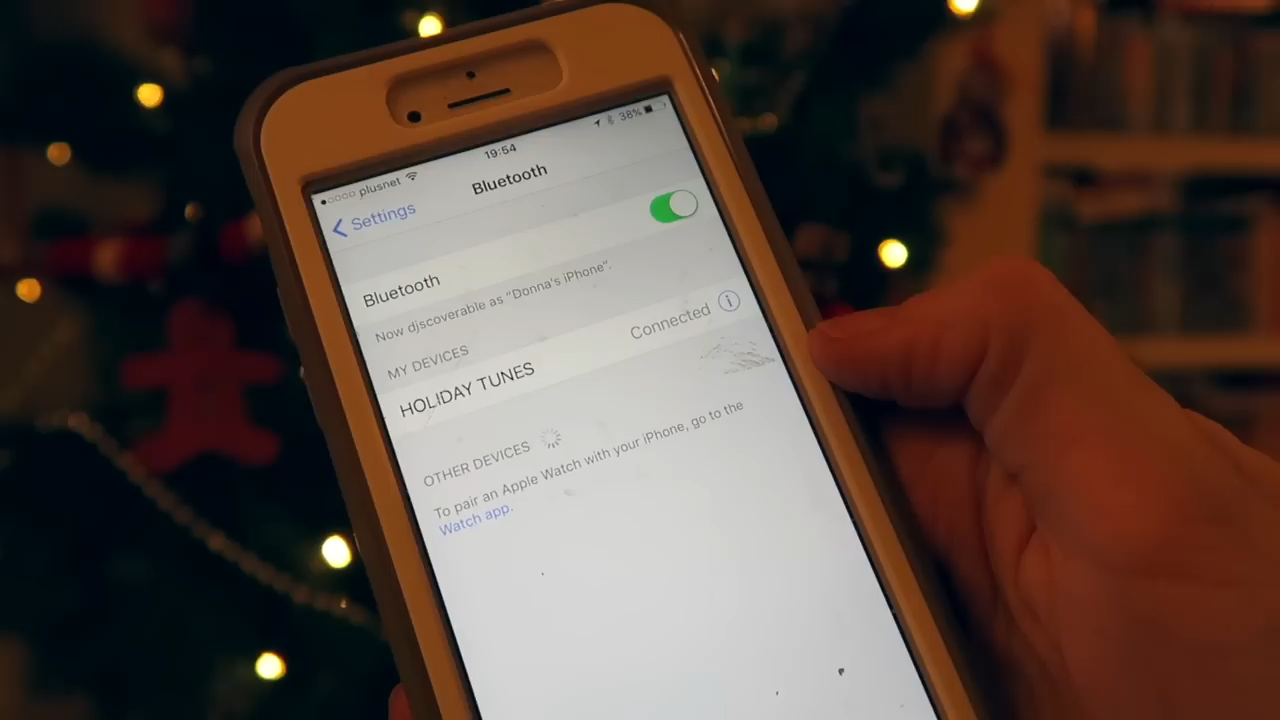 plusnet 19:54 38%
Settings Bluetooth
Bluetooth
Now discoverable as "Donna's iPhone".
MY DEVICES
HOLIDAY TUNES Connected
OTHER DEVICES
To pair an Apple Watch with your iPhone, go to the
Watch app.